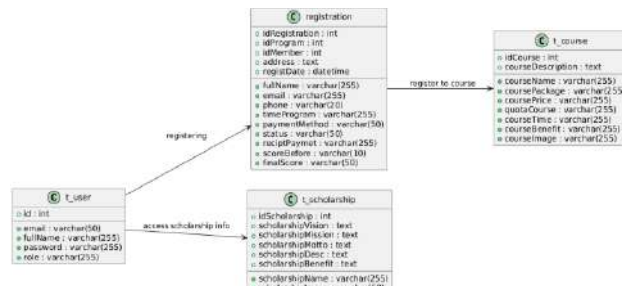 C registration
idRegistration : int
idProgram : int
idMember : int
address : text
registDate : datetime
fullName : varchar(255)
email : varchar(255)
phone : varchar(20)
timeProgram : varchar(255)
paymentMethod : varchar(50)
status : varchar(50)
reciptPaymet : varchar(255)
scoreBefore : varchar(10)
finalScore : varchar(50)
register to course
C t_course
idCourse : int
courseDescription : text
courseName : varchar(255)
coursePackage : varchar(255)
coursePrice : varchar(255)
quotaCourse : varchar(255)
courseTime : varchar(255)
courseBenefit : varchar(255)
courseImage : varchar(255)
registering
C t_user
id : int
email : varchar(50)
fullName : varchar(255)
password : varchar(255)
role : varchar(255)
access scholarship info
C t_scholarship
idScholarship : int
scholarshipVision : text
scholarshipMission : text
scholarshipMotto : text
scholarshipDesc : text
scholarshipBenefit : text
scholarshipName : varchar(255)